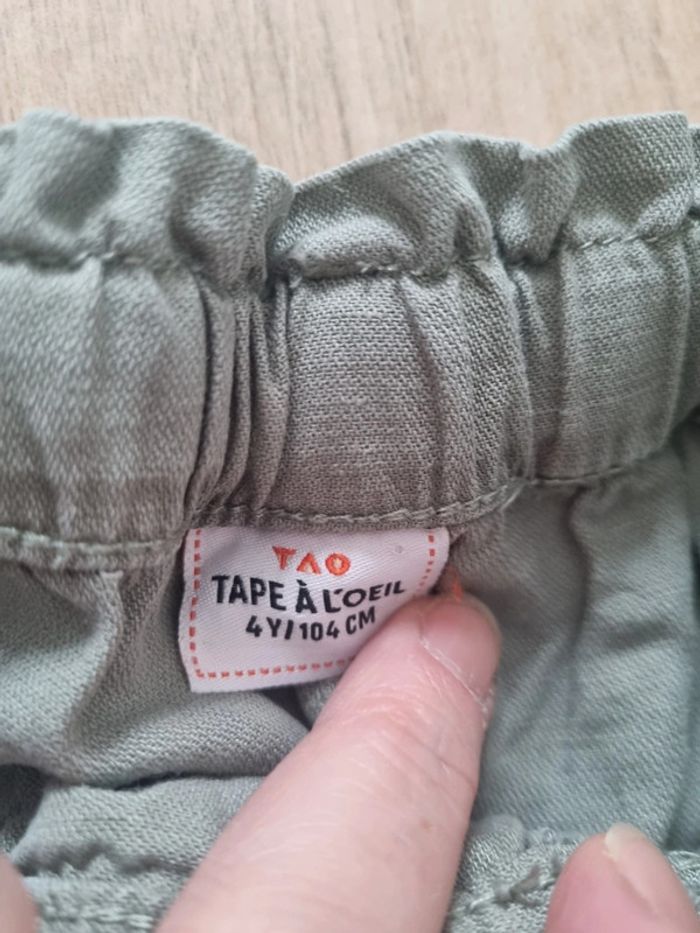 TAO
TAPE À L'OEIL
4Y/104 CM